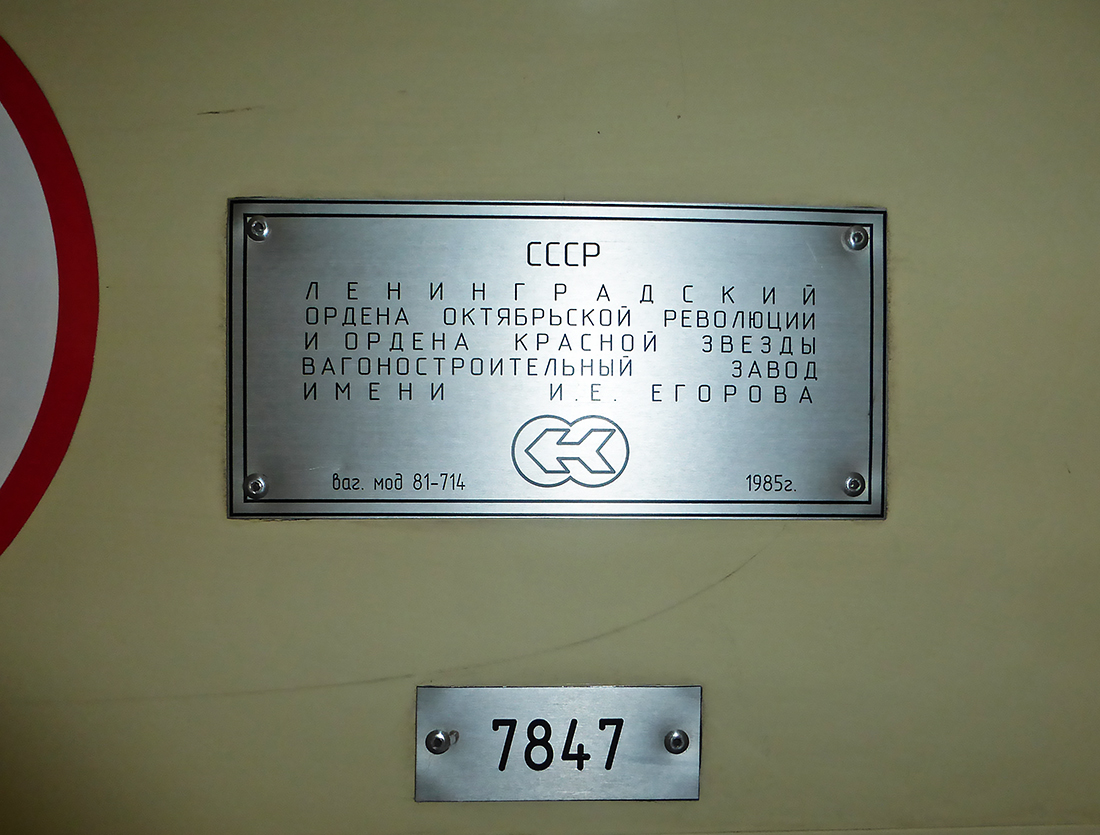 СССР
ЛЕНИНГРАДСКИЙ
ОРДЕНА ОКТЯБРЬСКОЙ РЕВОЛЮЦИИ
И ОРДЕНА КРАСНОЙ ЗВЕЗДЫ
ВАГОНОСТРОИТЕЛЬНЫЙ ЗАВОД
ИМЕНИ И.Е. ЕГОРОВА
ваг. мод 81-714 1985г.
7847